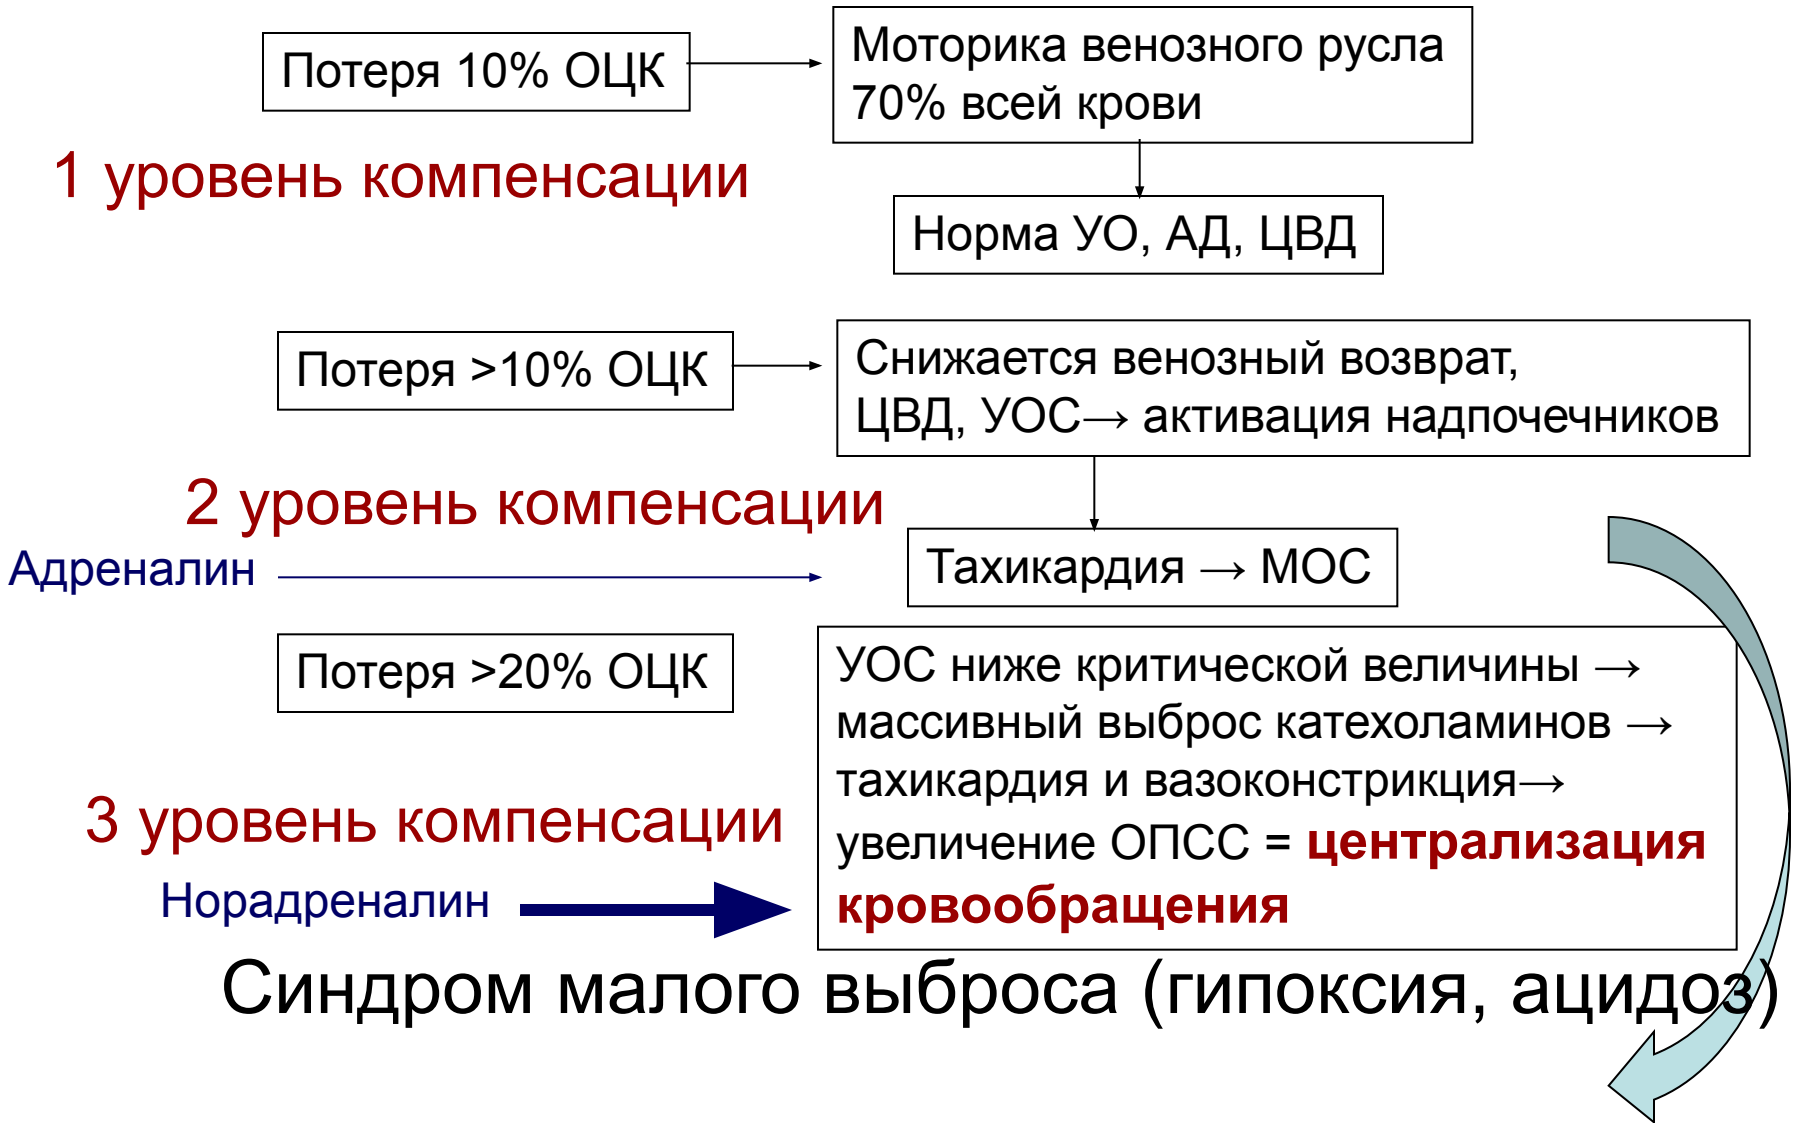 Потеря 10% ОЦК
Моторика венозного русла
70% всей крови
1 уровень компенсации
Норма УО, АД, ЦВД
Потеря >10% ОЦК
Снижается венозный возврат,
ЦВД, УОС→ активация надпочечников
2 уровень компенсации
Адреналин
Тахикардия → МОС
Потеря >20% ОЦК
УОС ниже критической величины →
массивный выброс катехоламинов →
тахикардия и вазоконстрикция→
увеличение ОПСС = централизация
кровообращения
3 уровень компенсации
Норадреналин
Синдром малого выброса (гипоксия, ацидоз)